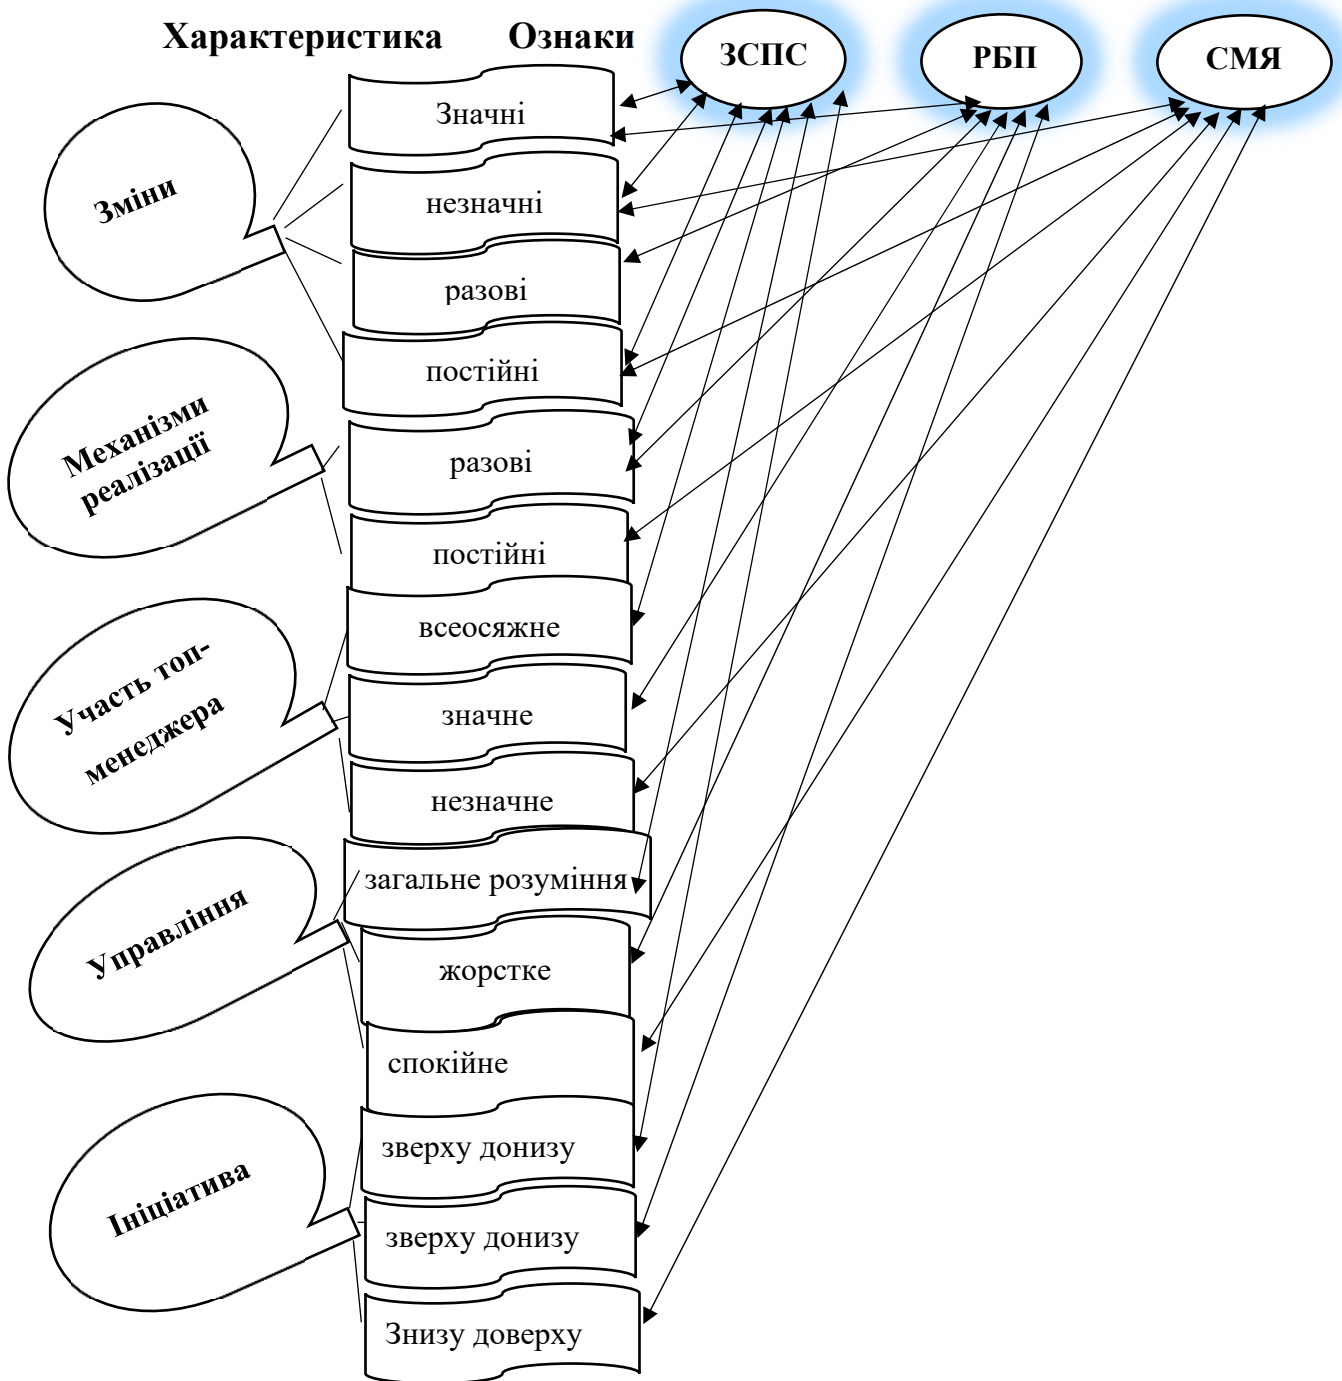 Характеристика Ознаки ЗСПС РБП СМЯ
Зміни
Значні
незначні
разові
постійні
Механізми
реалізації
разові
постійні
Участь топ-
менеджера
всеосяжне
значне
незначне
Управління
загальне розуміння
жорстке
спокійне
Ініціатива
зверху донизу
зверху донизу
Знизу доверху